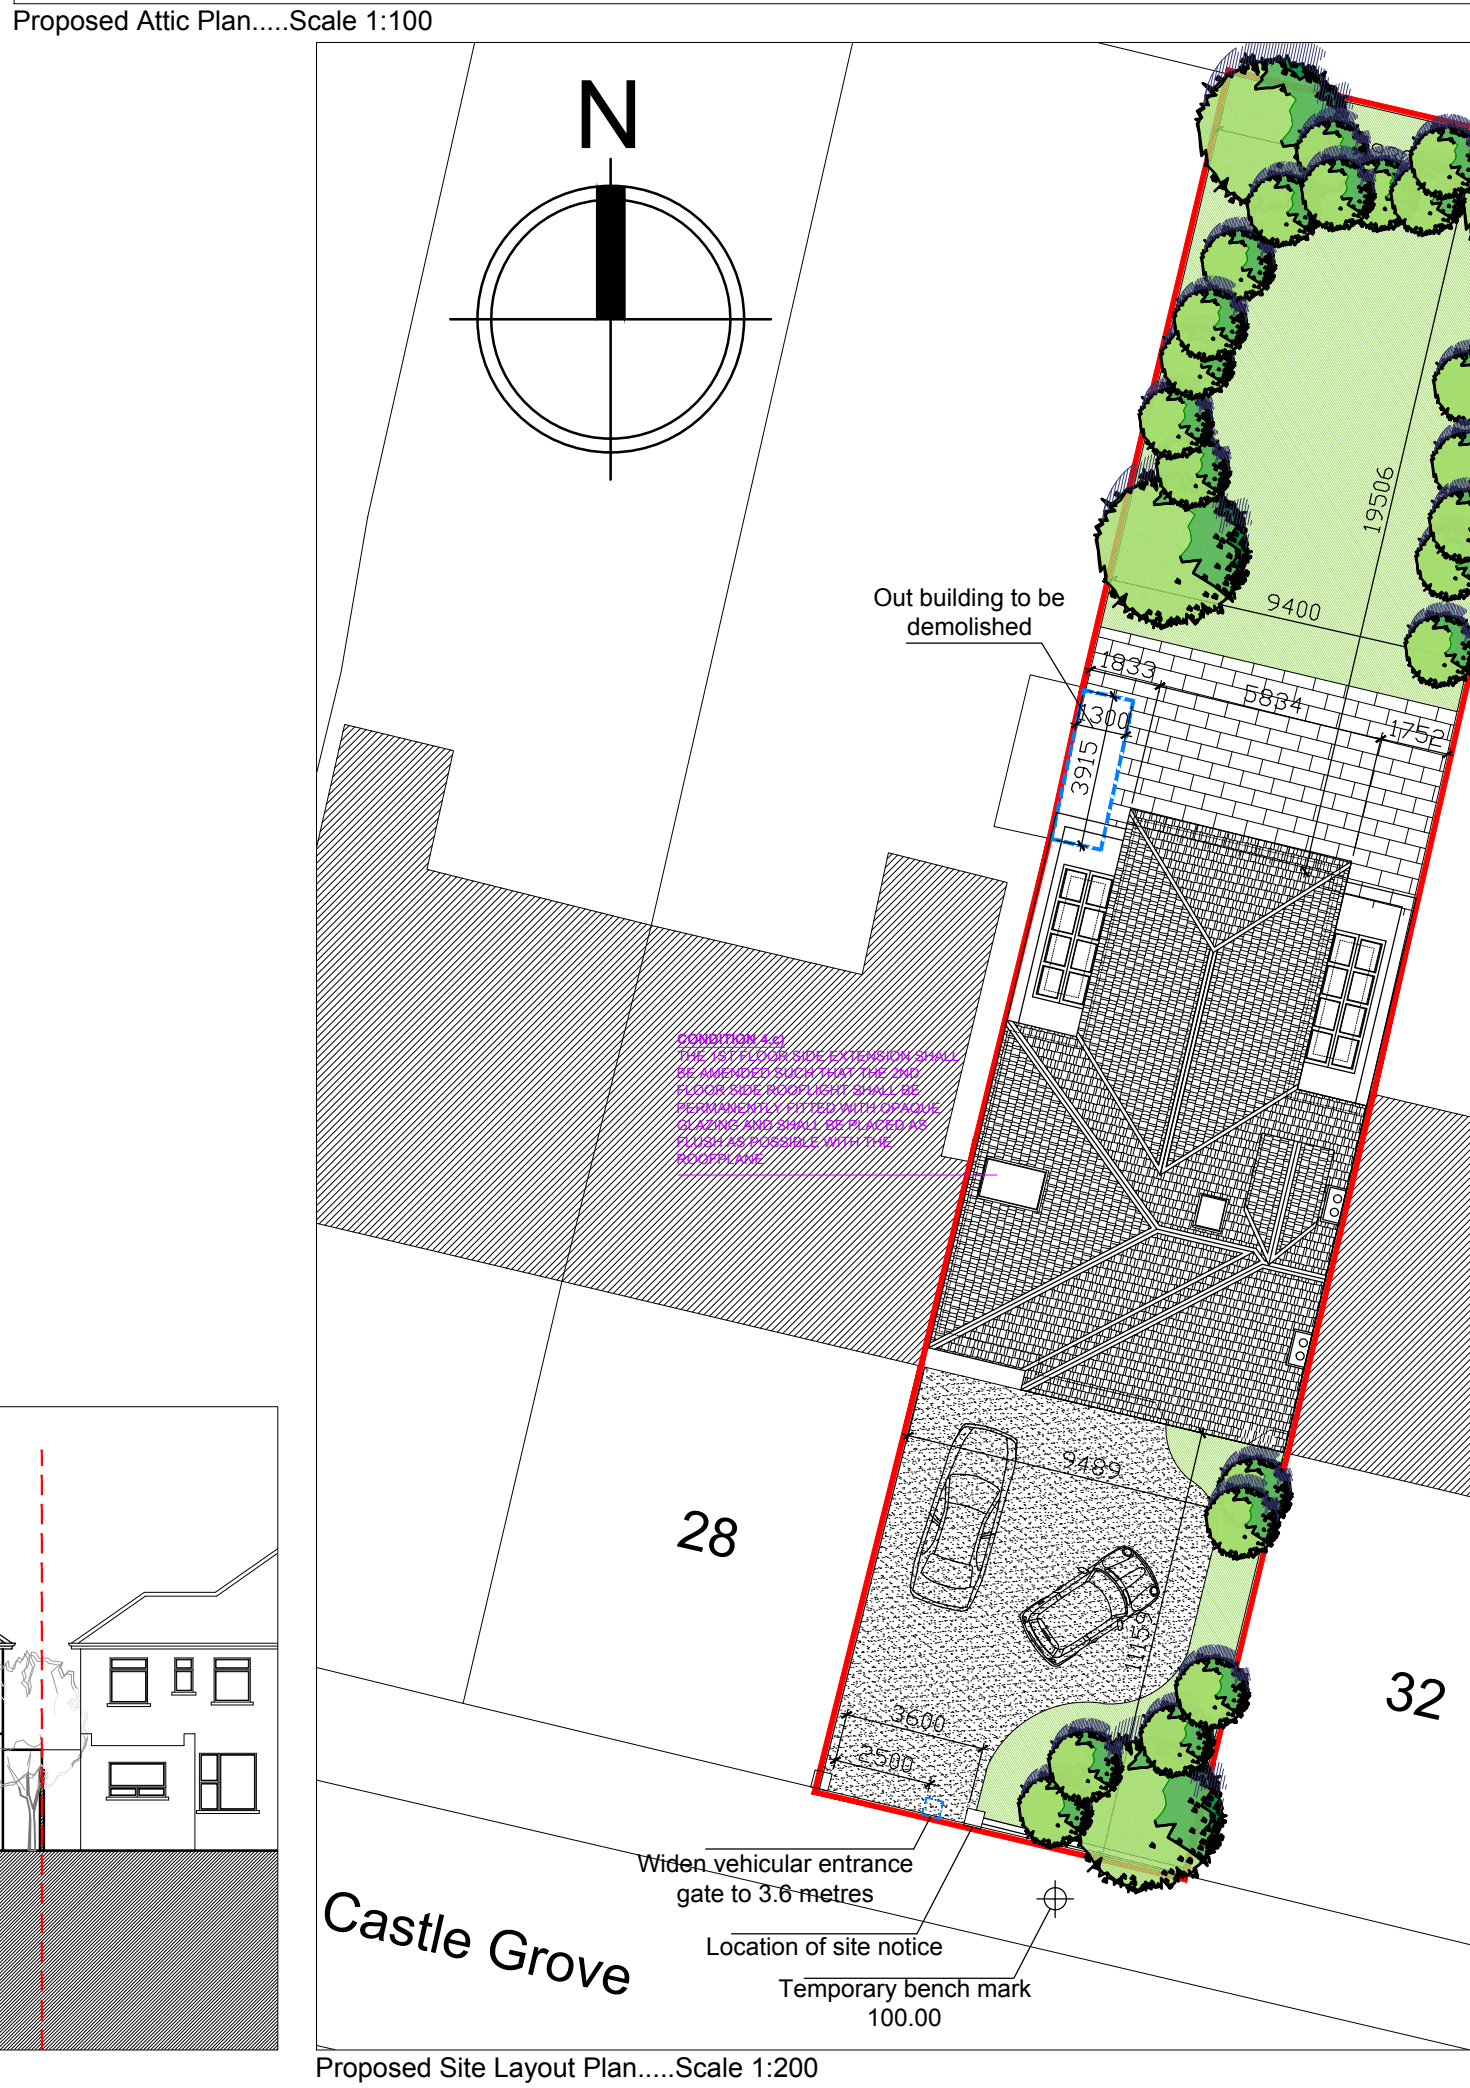 Proposed Attic Plan.....Scale 1:100
N
19506
9400
Out building to be
demolished
1833
5834
1752
1300
3915
CONDITION 4.c)
THE 1ST FLOOR SIDE EXTENSION SHALL
BE AMENDED SUCH THAT THE 2ND
FLOOR SIDE ROOFLIGHT SHALL BE
PERMANENTLY FITTED WITH OPAQUE
GLAZING AND SHALL BE PLACED AS
FLUSH AS POSSIBLE WITH THE
ROOFPLANE
9489
28
11159
32
3600
2500
Widen vehicular entrance
gate to 3.6 metres
Castle Grove
Location of site notice
Temporary bench mark
100.00
Proposed Site Layout Plan.....Scale 1:200